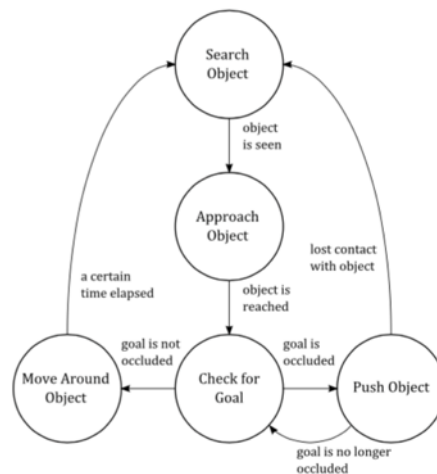 Search
Object
object
is seen
Approach
Object
lost contact
with object
a certain
time elapsed
object is
reached
goal is not
occluded
goal is
occluded
Move Around
Object
Check for
Goal
Push Object
goal is no longer
occluded